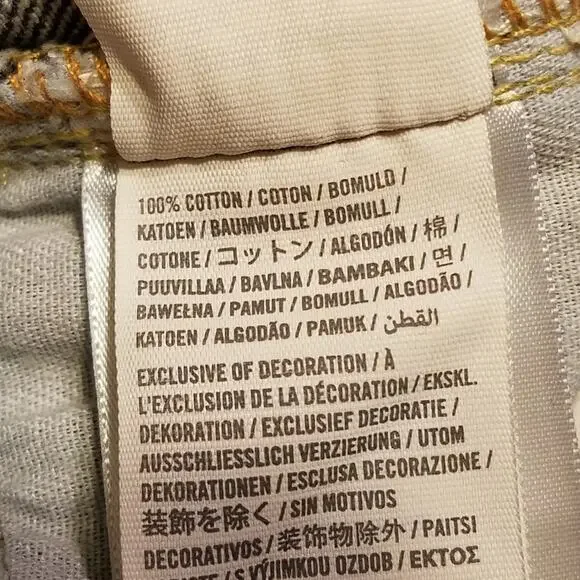 100% COTTON / COTON / BOMULD /
KATOEN / BAUMWOLLE / BOMULL /
COTONE / コットン / ALGODÓN / 棉 /
PUUVILLAA / BAVLNA / BAMBAKI / 면 /
BAWEŁNA / PAMUT / BOMULL / ALGODÃO /
KATOEN / ALGODÃO / PAMUK / القطن
EXCLUSIVE OF DECORATION / À
L'EXCLUSION DE LA DÉCORATION / EKSKL.
DEKORATION / EXCLUSIEF DECORATIE /
AUSSCHLIESSLICH VERZIERUNG / UTOM
DEKORATIONEN / ESCLUSA DECORAZIONE /
装飾を除く / SIN MOTIVOS
DECORATIVOS / 装饰物除外 / PAITSI
/ S VÝJIMKOU OZDOB / ΕΚΤΟΣ